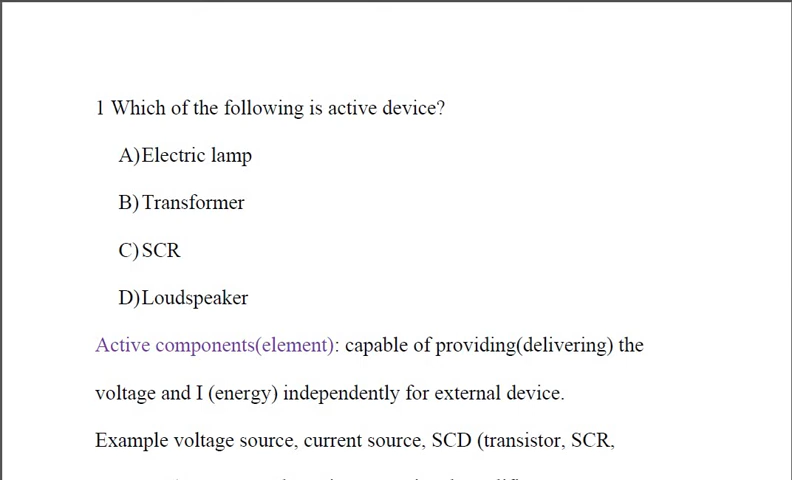 1 Which of the following is active device?
A)Electric lamp
B)Transformer
C)SCR
D)Loudspeaker
Active components(element): capable of providing(delivering) the
voltage and I (energy) independently for external device.
Example voltage source, current source, SCD (transistor, SCR,